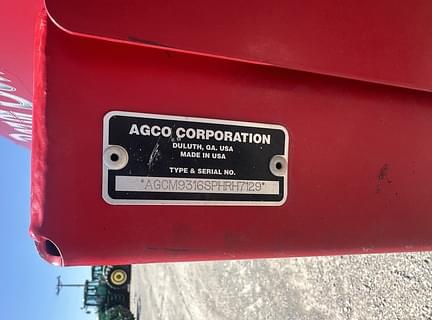 AGCO CORPORATION
DULUTH, GA. USA
MADE IN USA
TYPE & SERIAL NO.
*AGCM9316SPHRH7129*